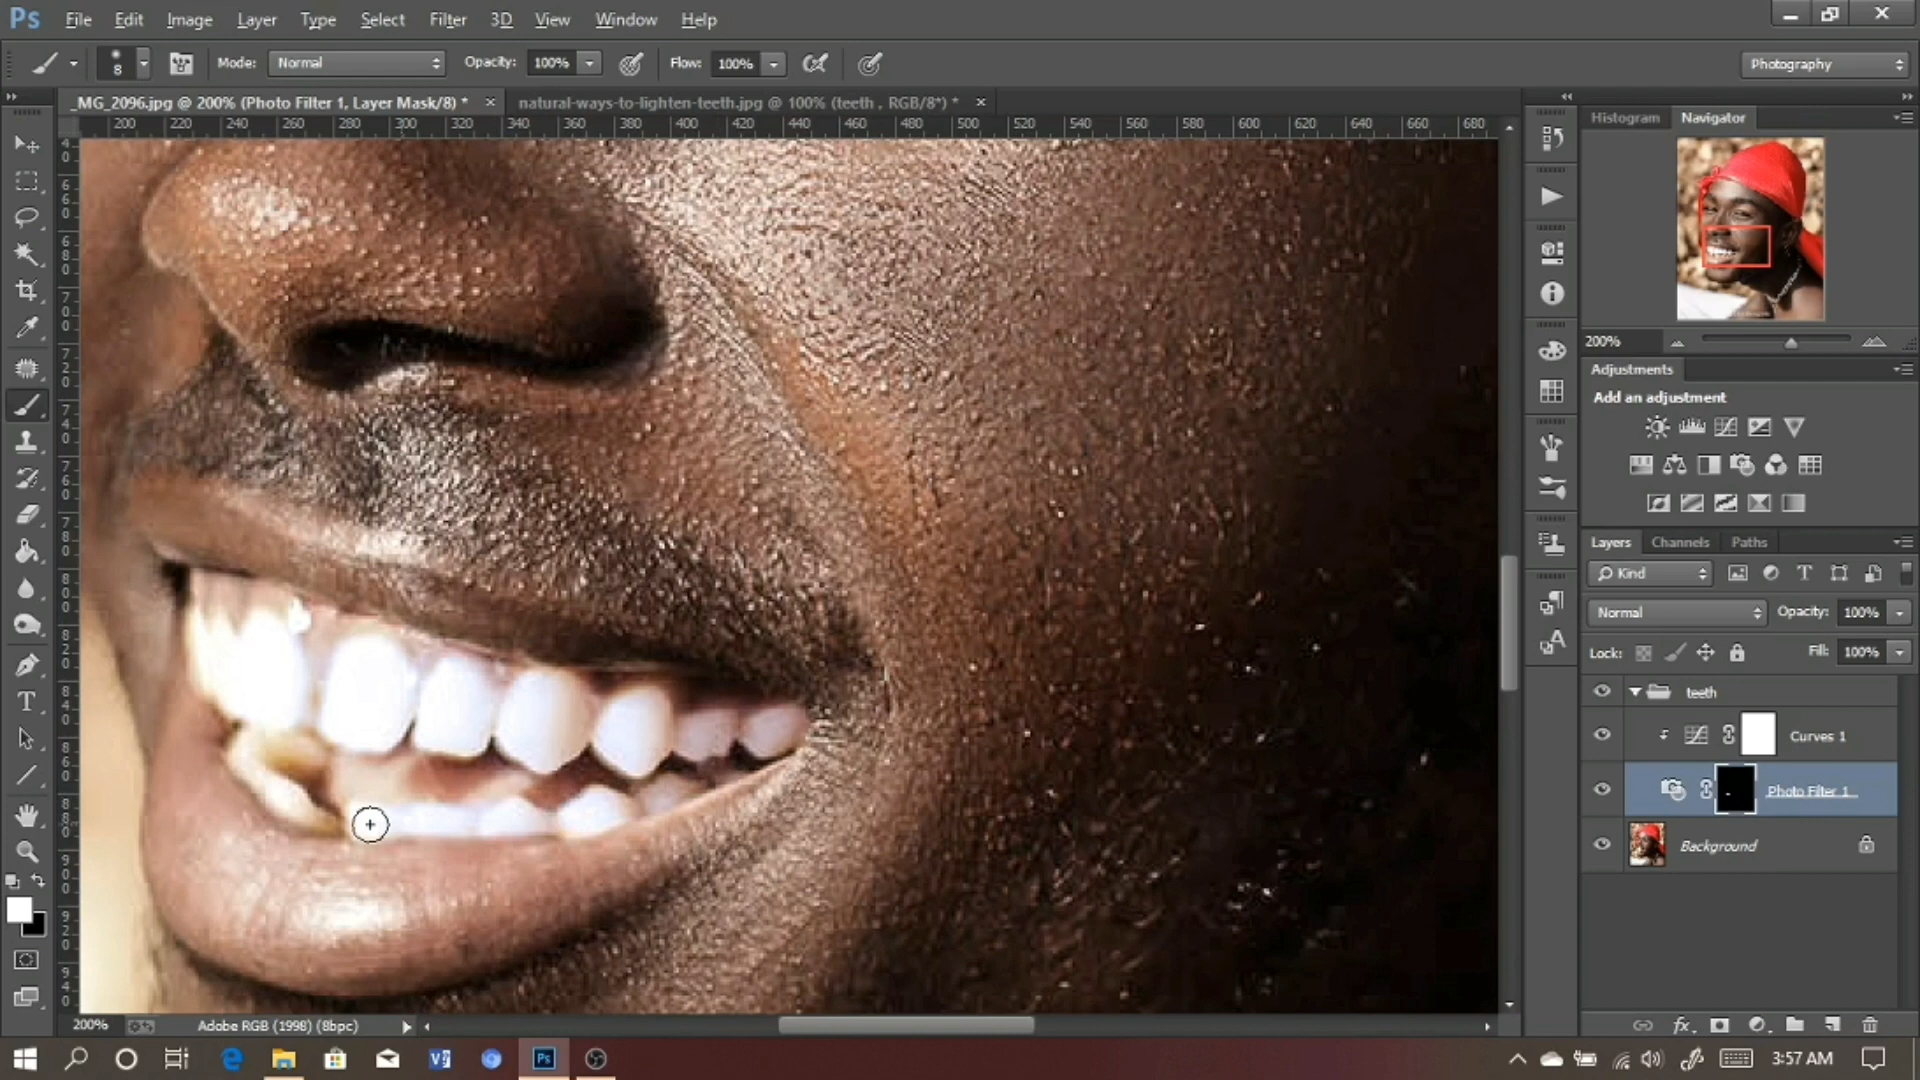 Ps File Edit Image Layer Type Select Filter 3D View Window Help
8 Mode: Normal Opacity: 100% Flow: 100% Photography
_MG_2096.jpg @ 200% (Photo Filter 1, Layer Mask/8) * × natural-ways-to-lighten-teeth.jpg @ 100% (teeth , RGB/8*) * ×
200 220 240 260 280 300 320 340 360 380 400 420 440 460 480 500 520 540 560 580 600 620 640 660 680
Histogram Navigator
200%
Adjustments
Add an adjustment
Layers Channels Paths
Kind
Normal Opacity: 100%
Lock: Fill: 100%
teeth
Curves 1
Photo Filter 1
Background
200% Adobe RGB (1998) (8bpc)
Ps 3:57 AM